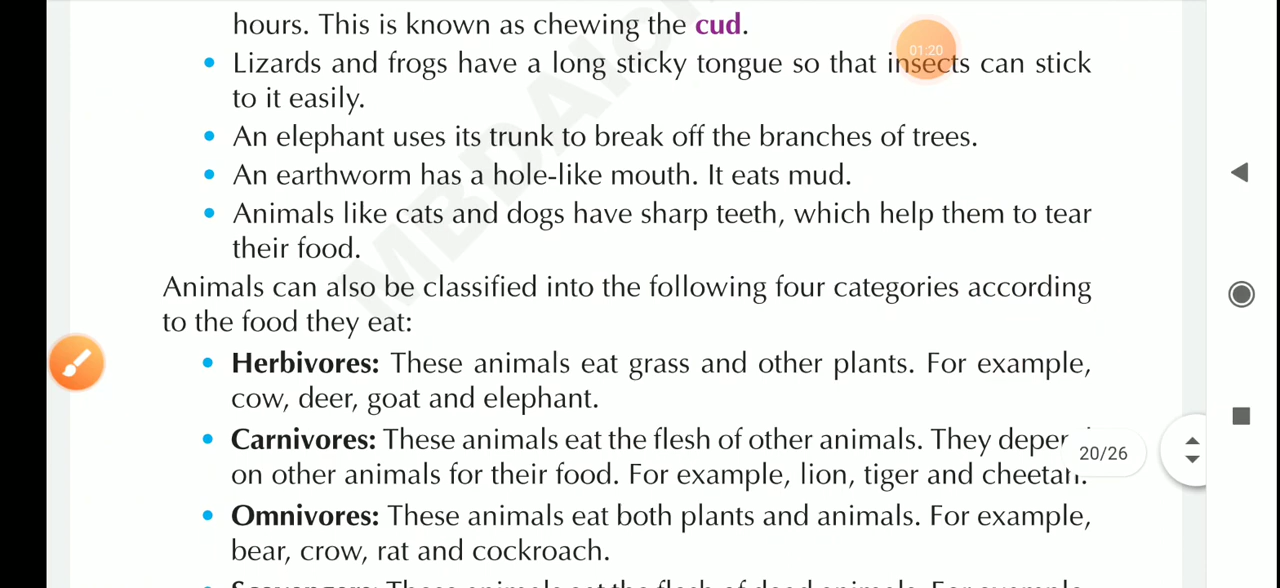 hours. This is known as chewing the cud.
01:20
• Lizards and frogs have a long sticky tongue so that insects can stick
to it easily.
• An elephant uses its trunk to break off the branches of trees.
• An earthworm has a hole-like mouth. It eats mud.
• Animals like cats and dogs have sharp teeth, which help them to tear
their food.
Animals can also be classified into the following four categories according
to the food they eat:
• Herbivores: These animals eat grass and other plants. For example,
cow, deer, goat and elephant.
• Carnivores: These animals eat the flesh of other animals. They depen
20/26
on other animals for their food. For example, lion, tiger and cheetah.
• Omnivores: These animals eat both plants and animals. For example,
bear, crow, rat and cockroach.